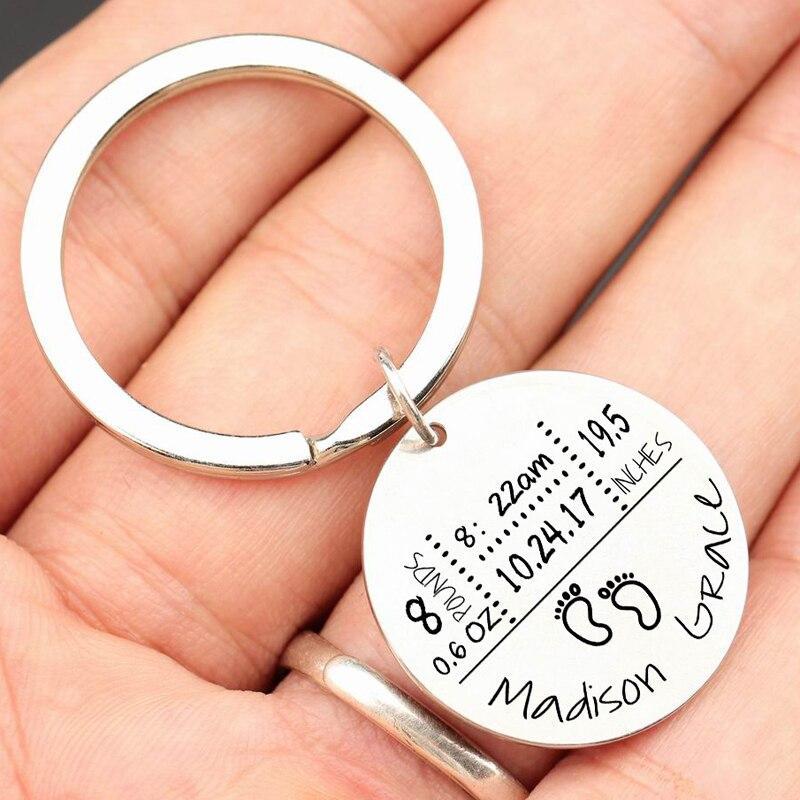 8
POUNDS
0.6 OZ
8: 22am
10.24.17
19.5
INCHES
Madison Grace